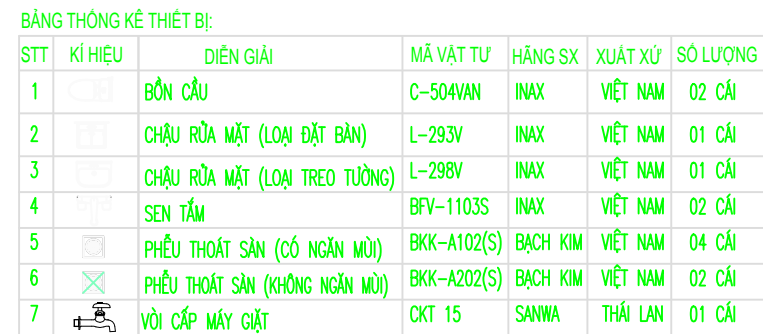 BẢNG THỐNG KÊ THIẾT BỊ:
STT KÍ HIỆU DIỄN GIẢI MÃ VẬT TƯ HÃNG SX XUẤT XỨ SỐ LƯỢNG
1 BỒN CẦU C-504VAN INAX VIỆT NAM 02 CÁI
2 CHẬU RỬA MẶT (LOẠI ĐẶT BÀN) L-293V INAX VIỆT NAM 01 CÁI
3 CHẬU RỬA MẶT (LOẠI TREO TƯỜNG) L-298V INAX VIỆT NAM 01 CÁI
4 SEN TẮM BFV-1103S INAX VIỆT NAM 02 CÁI
5 PHỄU THOÁT SÀN (CÓ NGĂN MÙI) BKK-A102(S) BẠCH KIM VIỆT NAM 04 CÁI
6 PHỄU THOÁT SÀN (KHÔNG NGĂN MÙI) BKK-A202(S) BẠCH KIM VIỆT NAM 02 CÁI
7 VÒI CẤP MÁY GIẶT CKT 15 SANWA THÁI LAN 01 CÁI